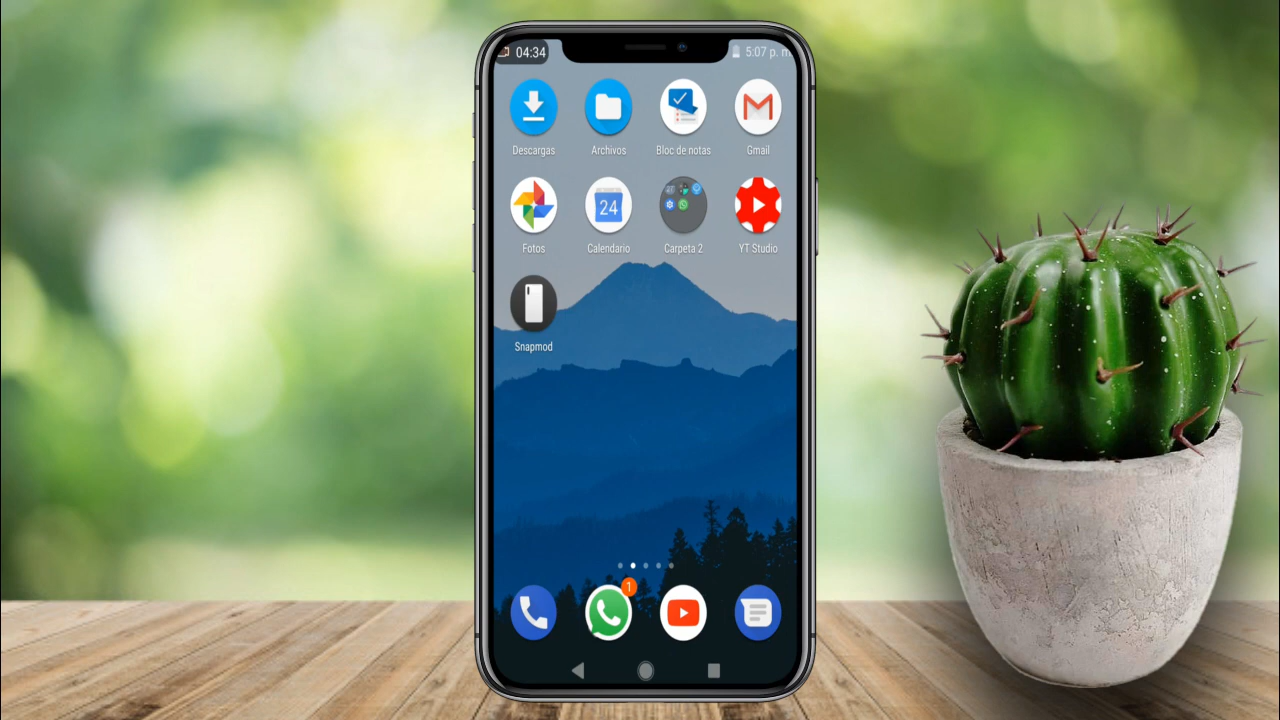 04:34
5:07 p. m
Descargas
Archivos
Bloc de notas
Gmail
24
Fotos
Calendario
Carpeta 2
YT Studio
Snapmod
1